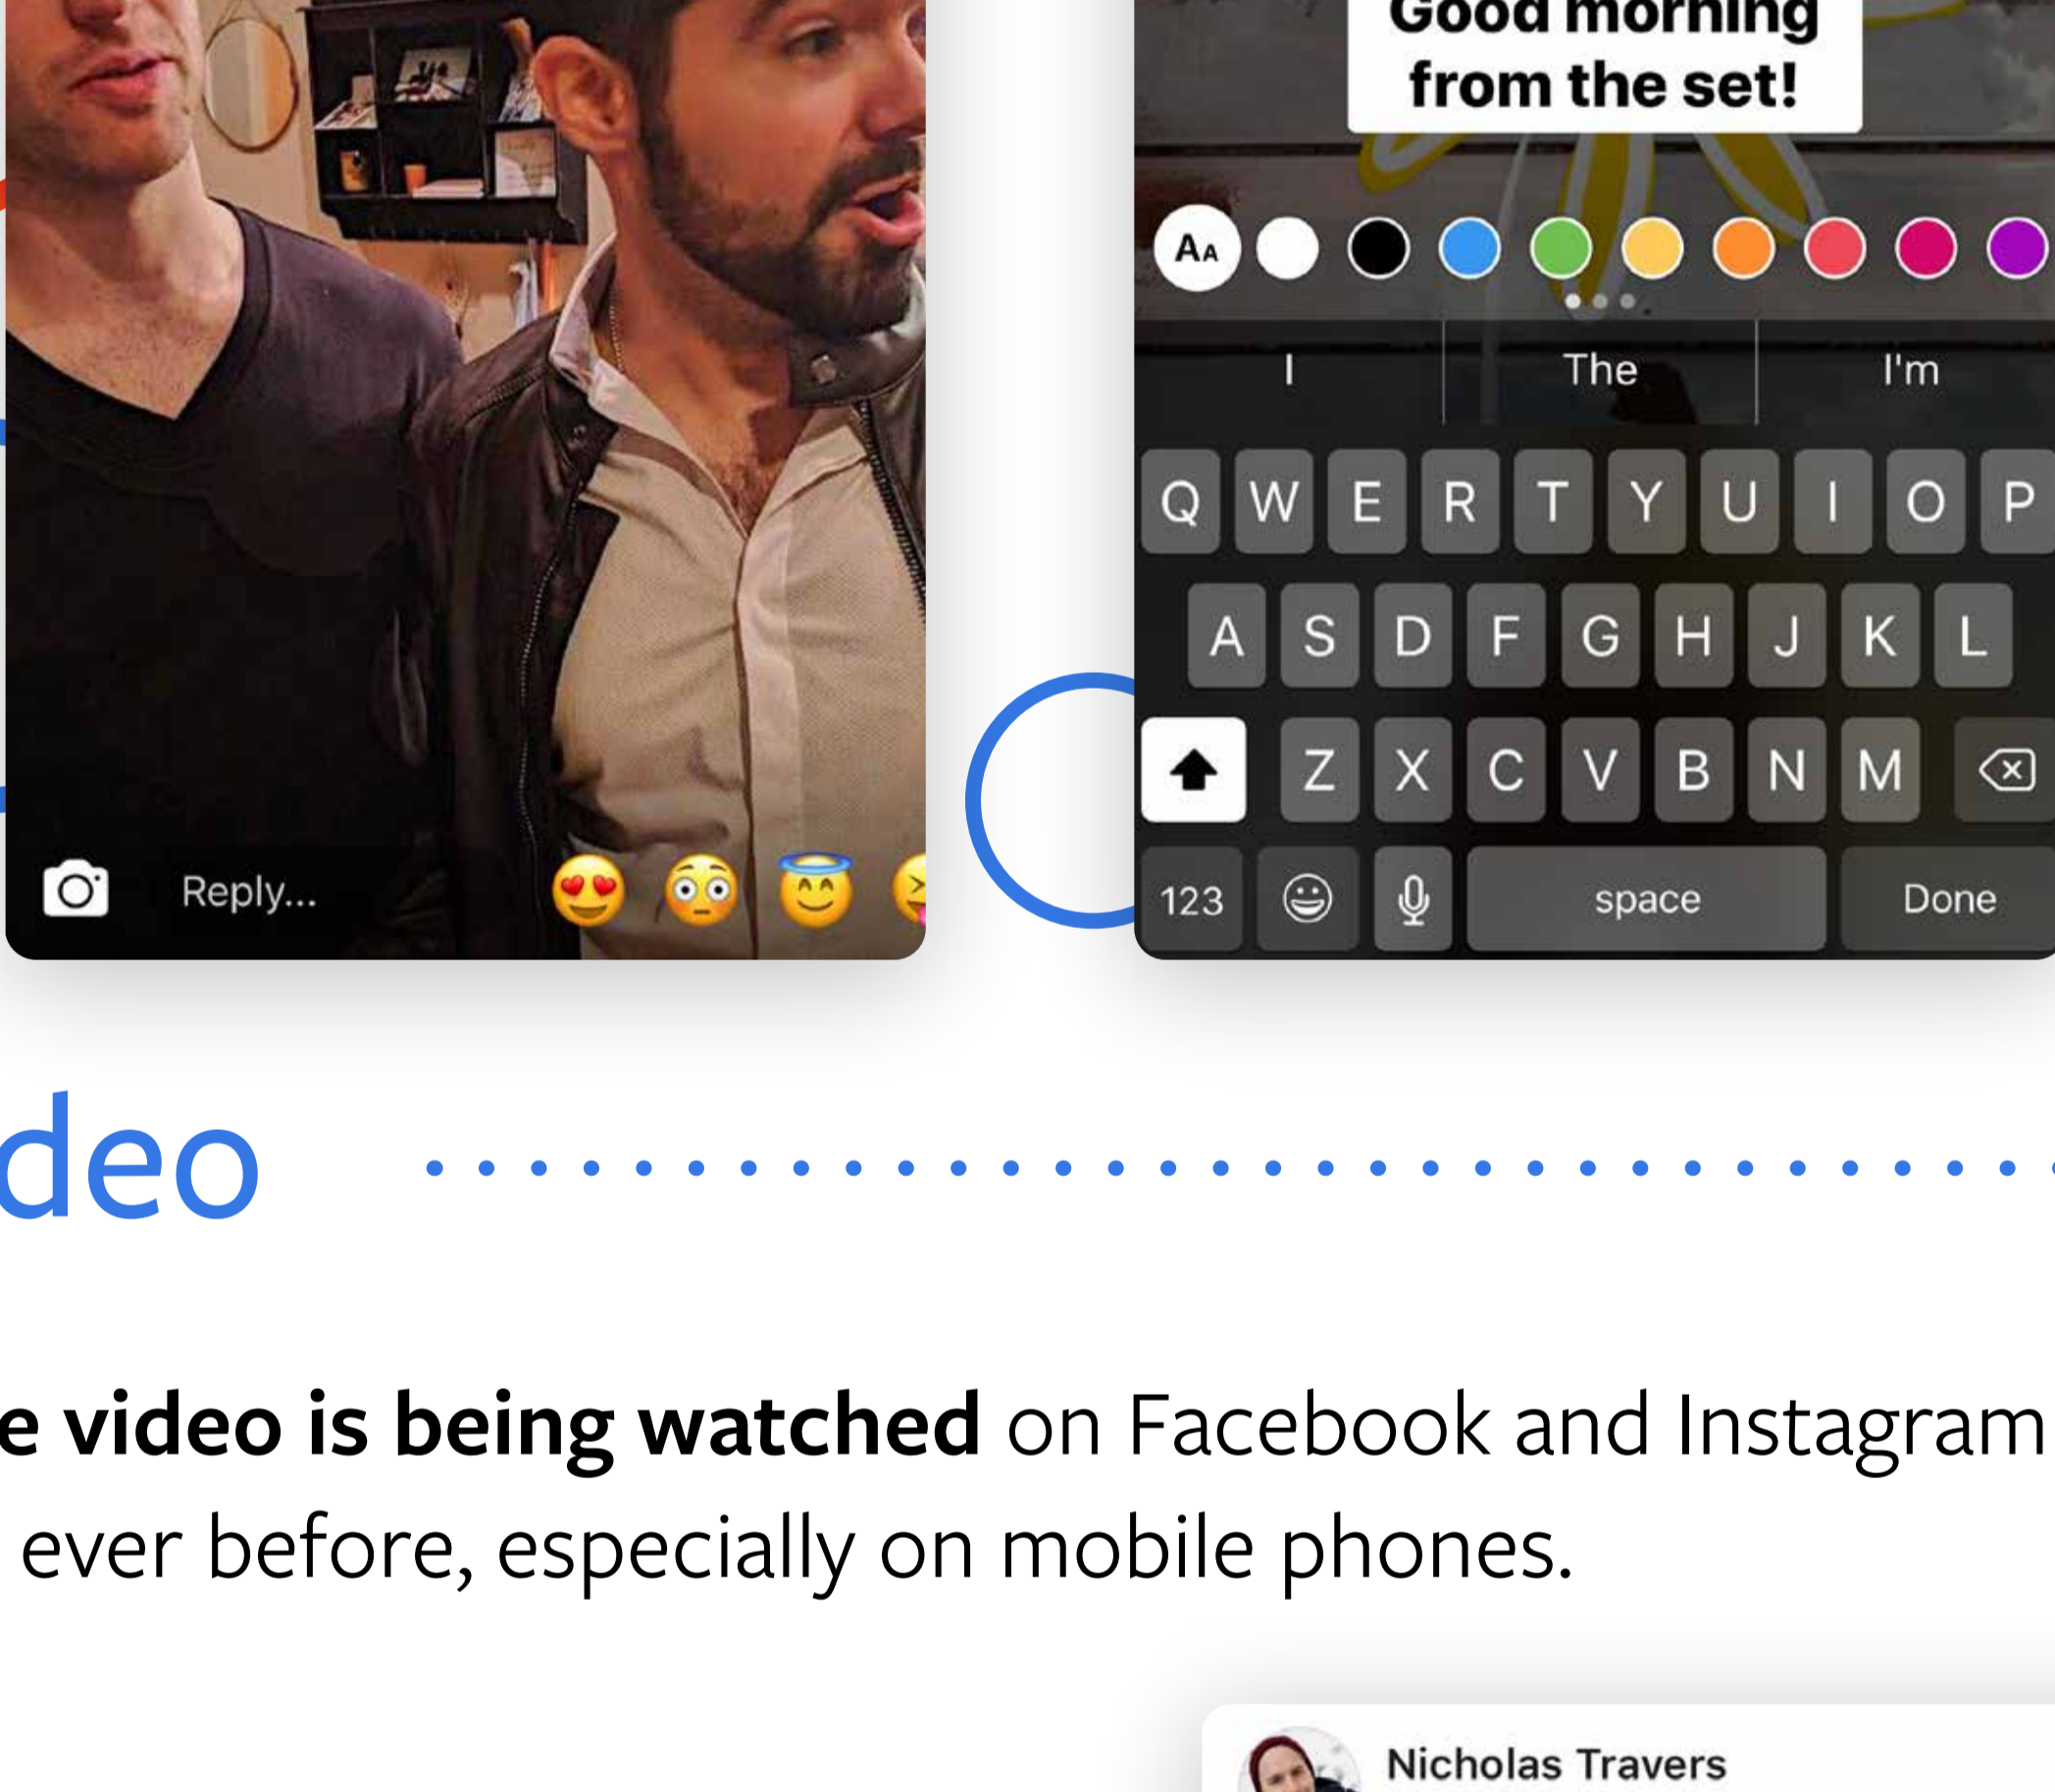 Good morning
from the set!
AA
I The I'm
Q W E R T Y U I O P
A S D F G H J K L
Z X C V B N M
123 space Done
Reply...
deo
e video is being watched on Facebook and Instagram
ever before, especially on mobile phones.
Nicholas Travers